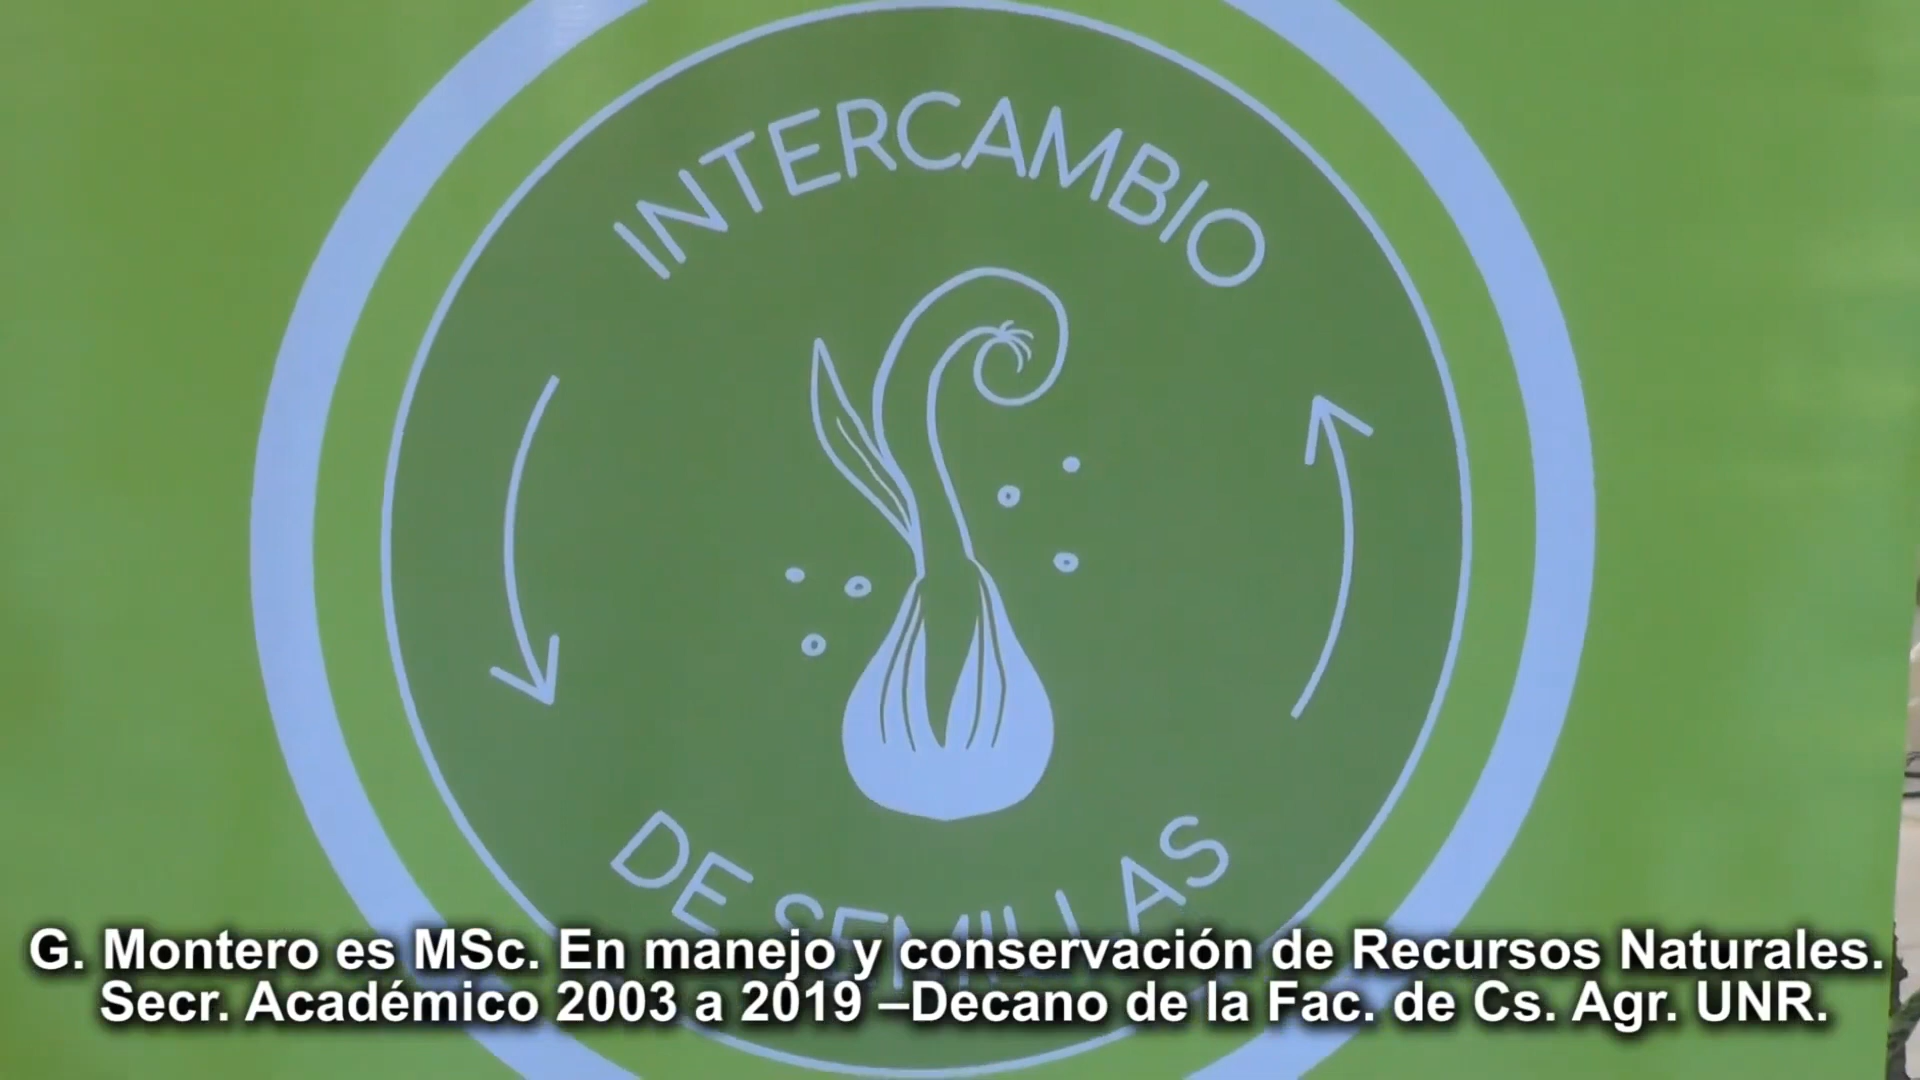 INTERCAMBIO
DE SEMILLAS
G. Montero es MSc. En manejo y conservación de Recursos Naturales.
Secr. Académico 2003 a 2019 –Decano de la Fac. de Cs. Agr. UNR.